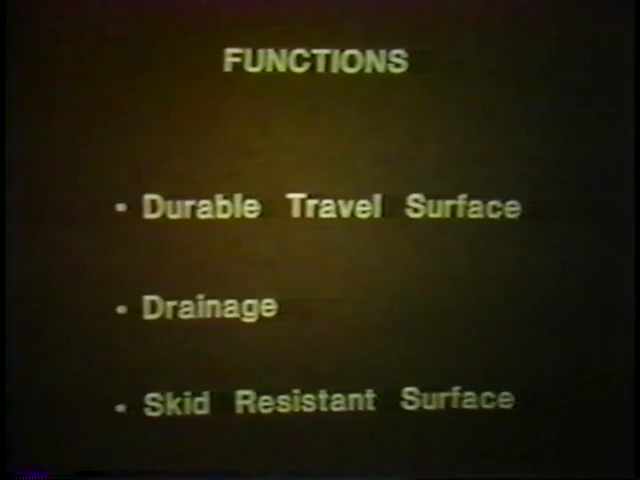 FUNCTIONS
• Durable Travel Surface
• Drainage
• Skid Resistant Surface